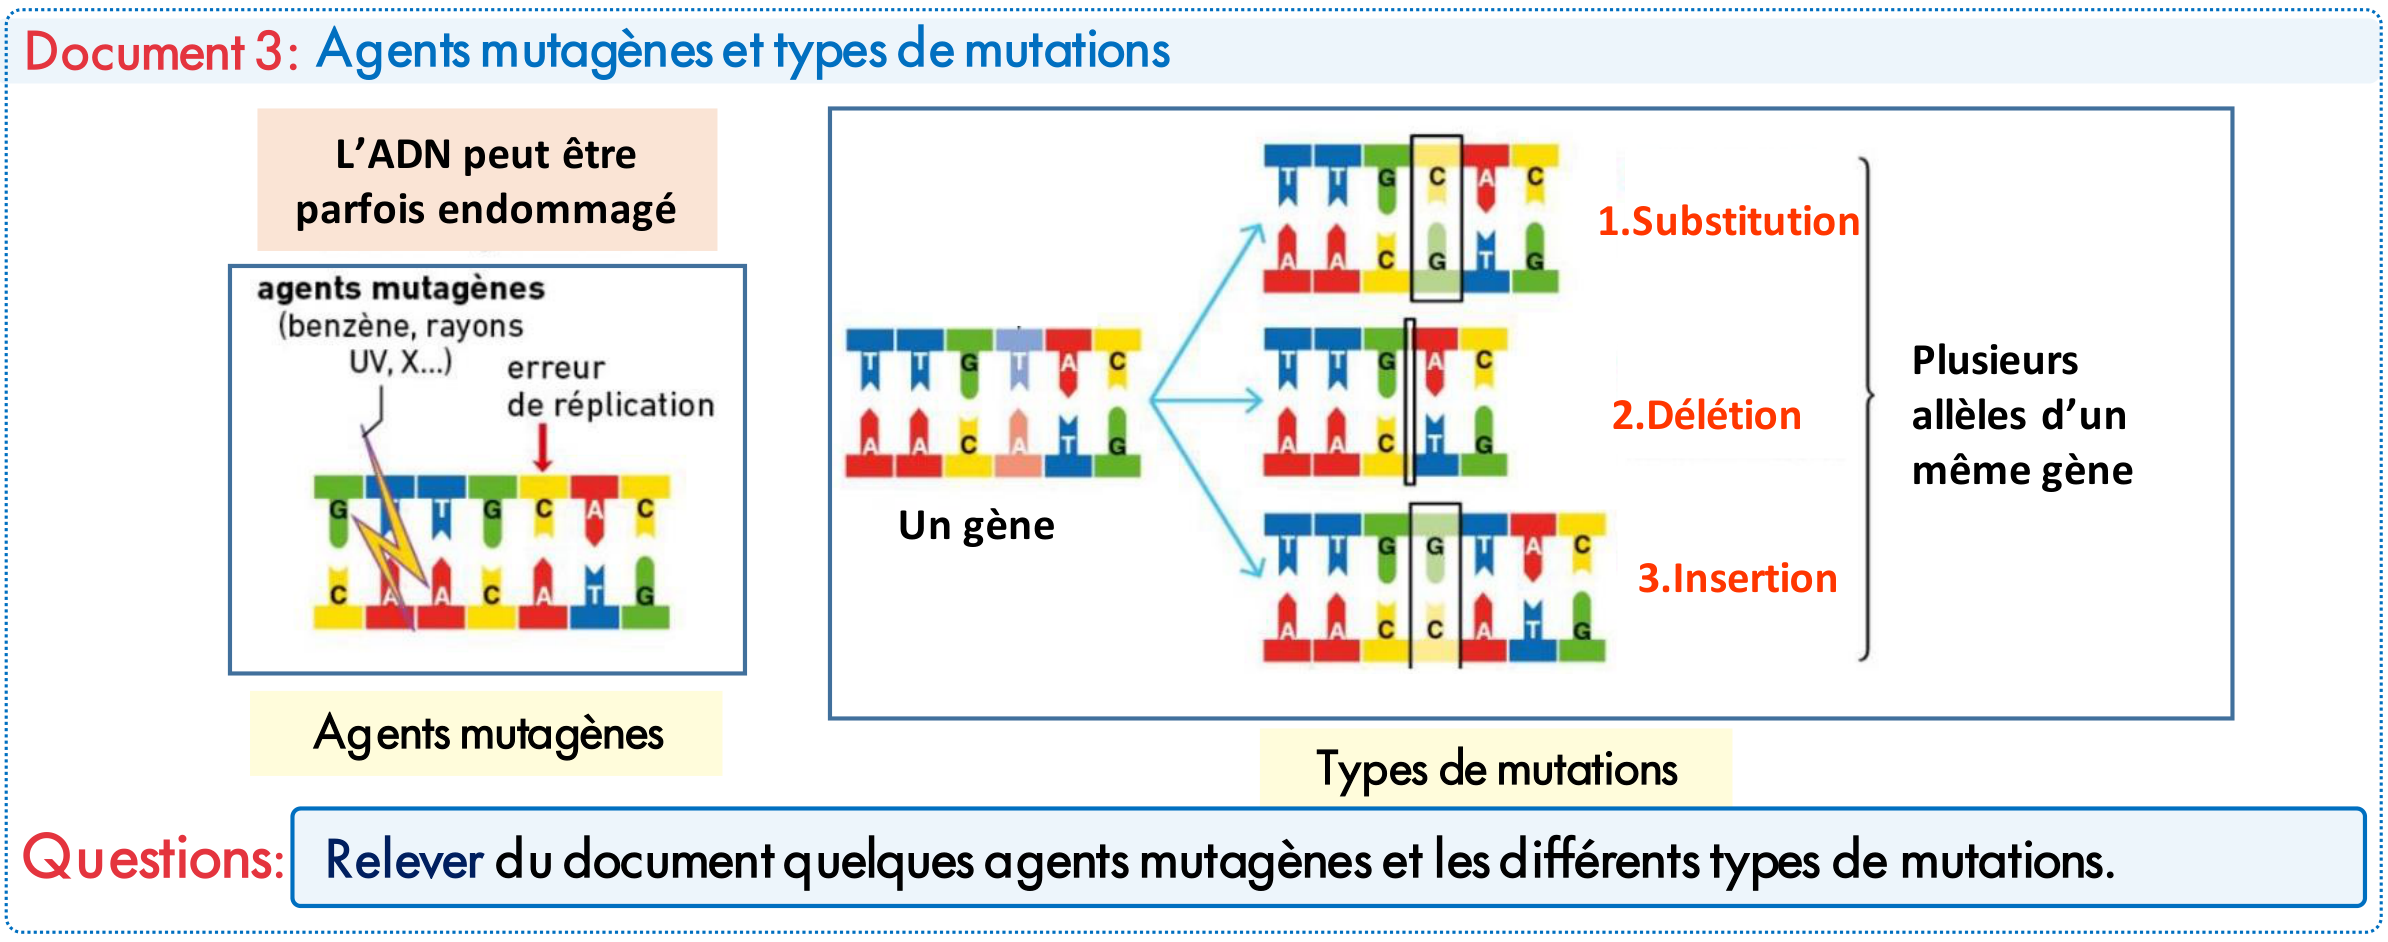 Document 3: Agents mutagènes et types de mutations
L’ADN peut être
parfois endommagé
agents mutagènes
(benzène, rayons
UV, X...)
erreur
de réplication
G T T G C A C
C A A C A T G
Agents mutagènes
T T G T A C
A A C A T G
Un gène
T T G C A C
A A C G T G
1.Substitution
T T G A C
A A C T G
2.Délétion
T T G G T A C
A A C C A T G
3.Insertion
Plusieurs
allèles d’un
même gène
Types de mutations
Questions: Relever du document quelques agents mutagènes et les différents types de mutations.